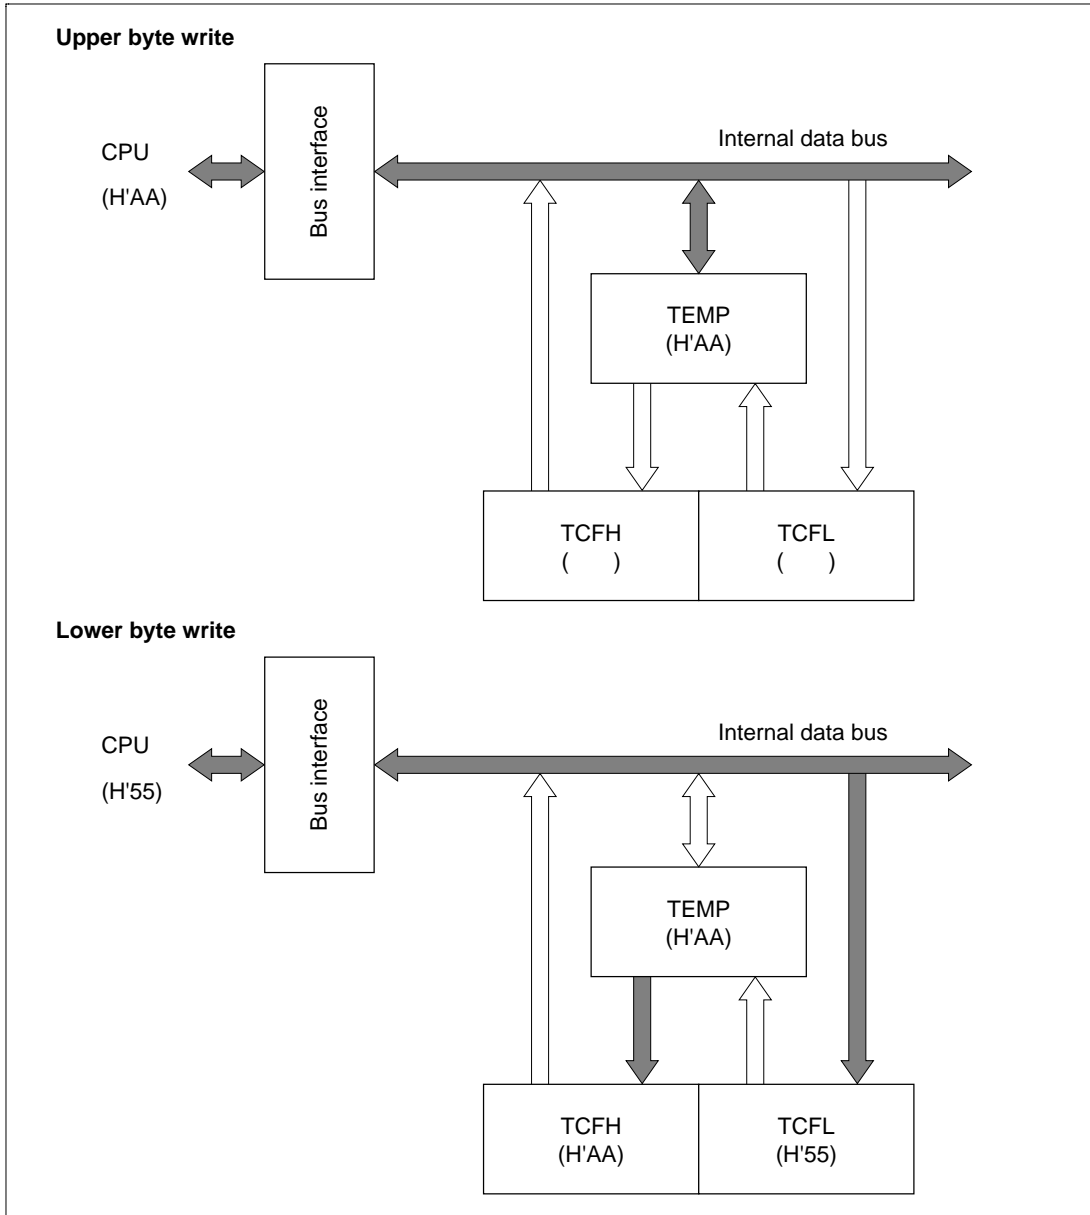 Upper byte write
CPU
(H'AA)
Bus interface
Internal data bus
TEMP
(H'AA)
TCFH
(    )
TCFL
(    )
Lower byte write
CPU
(H'55)
Bus interface
Internal data bus
TEMP
(H'AA)
TCFH
(H'AA)
TCFL
(H'55)